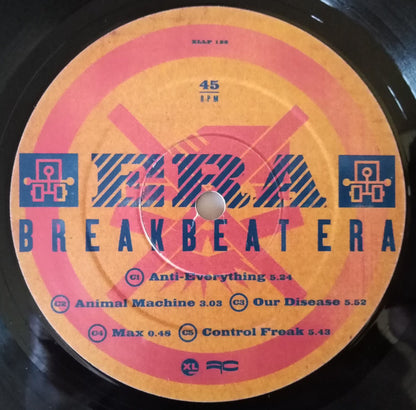 XLLP 130
45
RPM
ERA
BREAKBEAT ERA
C1 Anti-Everything 5.24
C2 Animal Machine 3.03 C3 Our Disease 5.52
C4 Max 0.48 C5 Control Freak 5.43
XL